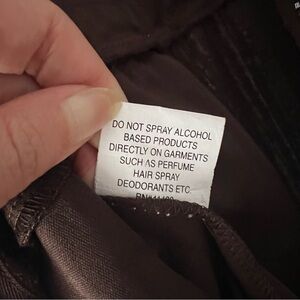 DO NOT SPRAY ALCOHOL
BASED PRODUCTS
DIRECTLY ON GARMENTS
SUCH AS PERFUME
HAIR SPRAY
DEODORANTS ETC.